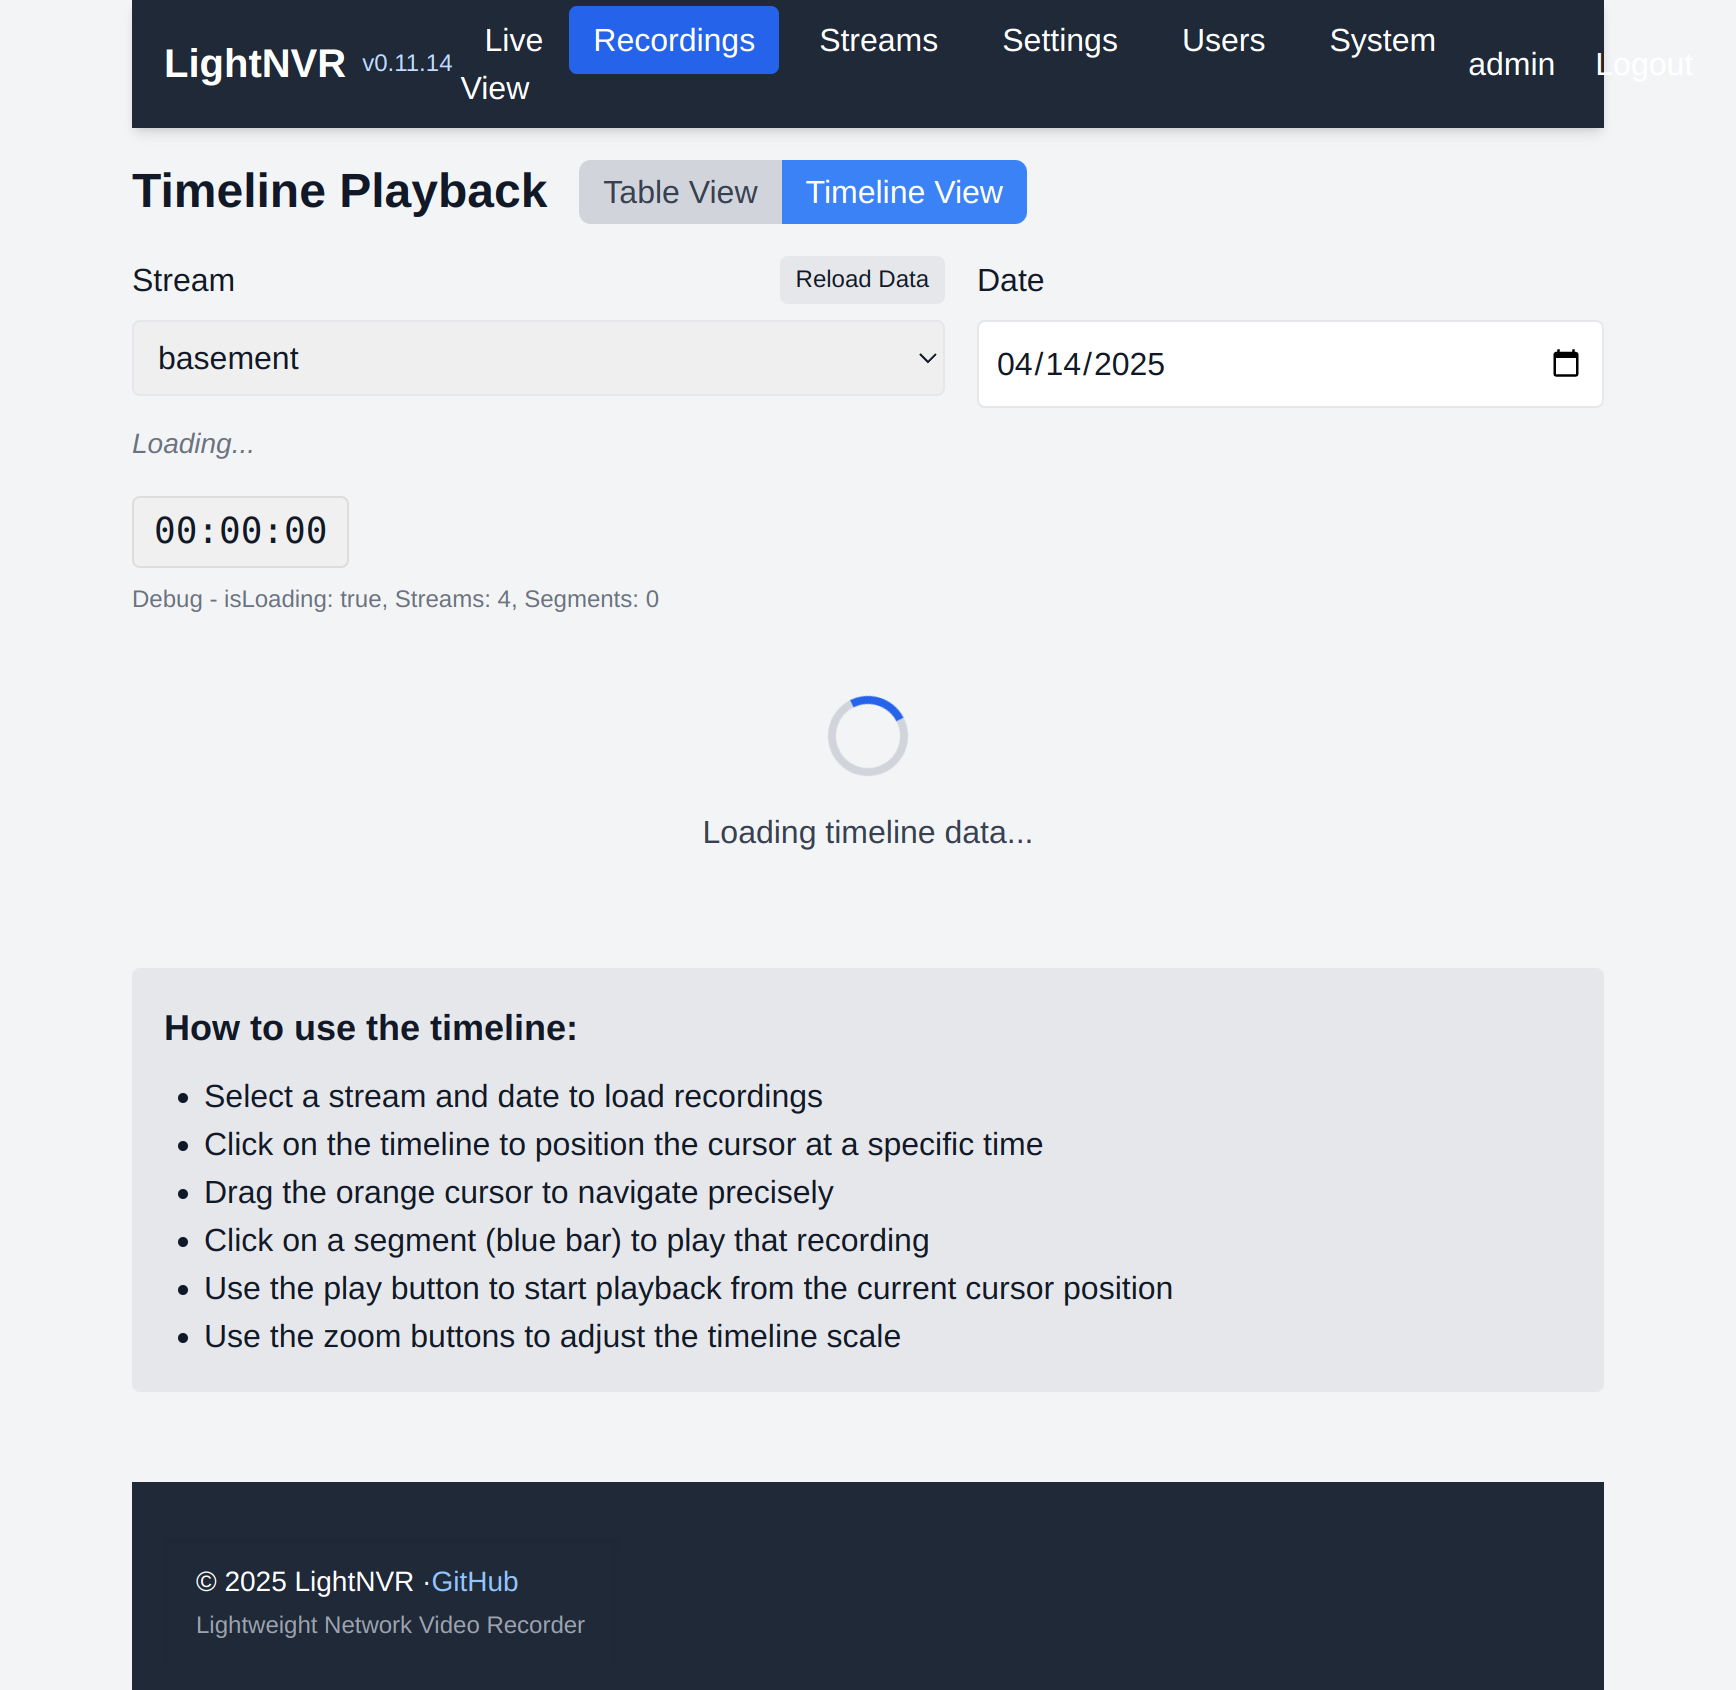 LightNVR v0.11.14 Live View Recordings Streams Settings Users System admin Logout
Timeline Playback Table View Timeline View
Stream Reload Data Date
basement 04/14/2025
Loading...
00:00:00
Debug - isLoading: true, Streams: 4, Segments: 0
Loading timeline data...
How to use the timeline:
• Select a stream and date to load recordings
• Click on the timeline to position the cursor at a specific time
• Drag the orange cursor to navigate precisely
• Click on a segment (blue bar) to play that recording
• Use the play button to start playback from the current cursor position
• Use the zoom buttons to adjust the timeline scale
© 2025 LightNVR ·GitHub
Lightweight Network Video Recorder